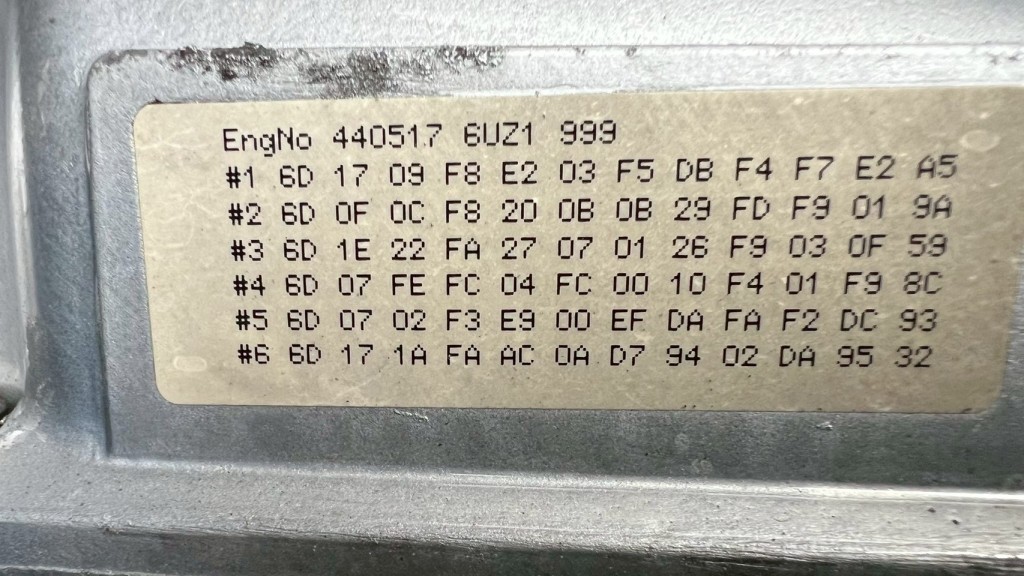 EngNo 440517 6UZ1 999
#1 6D 17 09 F8 E2 03 F5 DB F4 F7 E2 A5
#2 6D 0F 0C F8 20 0B 0B 29 FD F9 01 9A
#3 6D 1E 22 FA 27 07 01 26 F9 03 0F 59
#4 6D 07 FE FC 04 FC 00 10 F4 01 F9 8C
#5 6D 07 02 F3 E9 00 EF DA FA F2 DC 93
#6 6D 17 1A FA AC 0A D7 94 02 DA 95 32